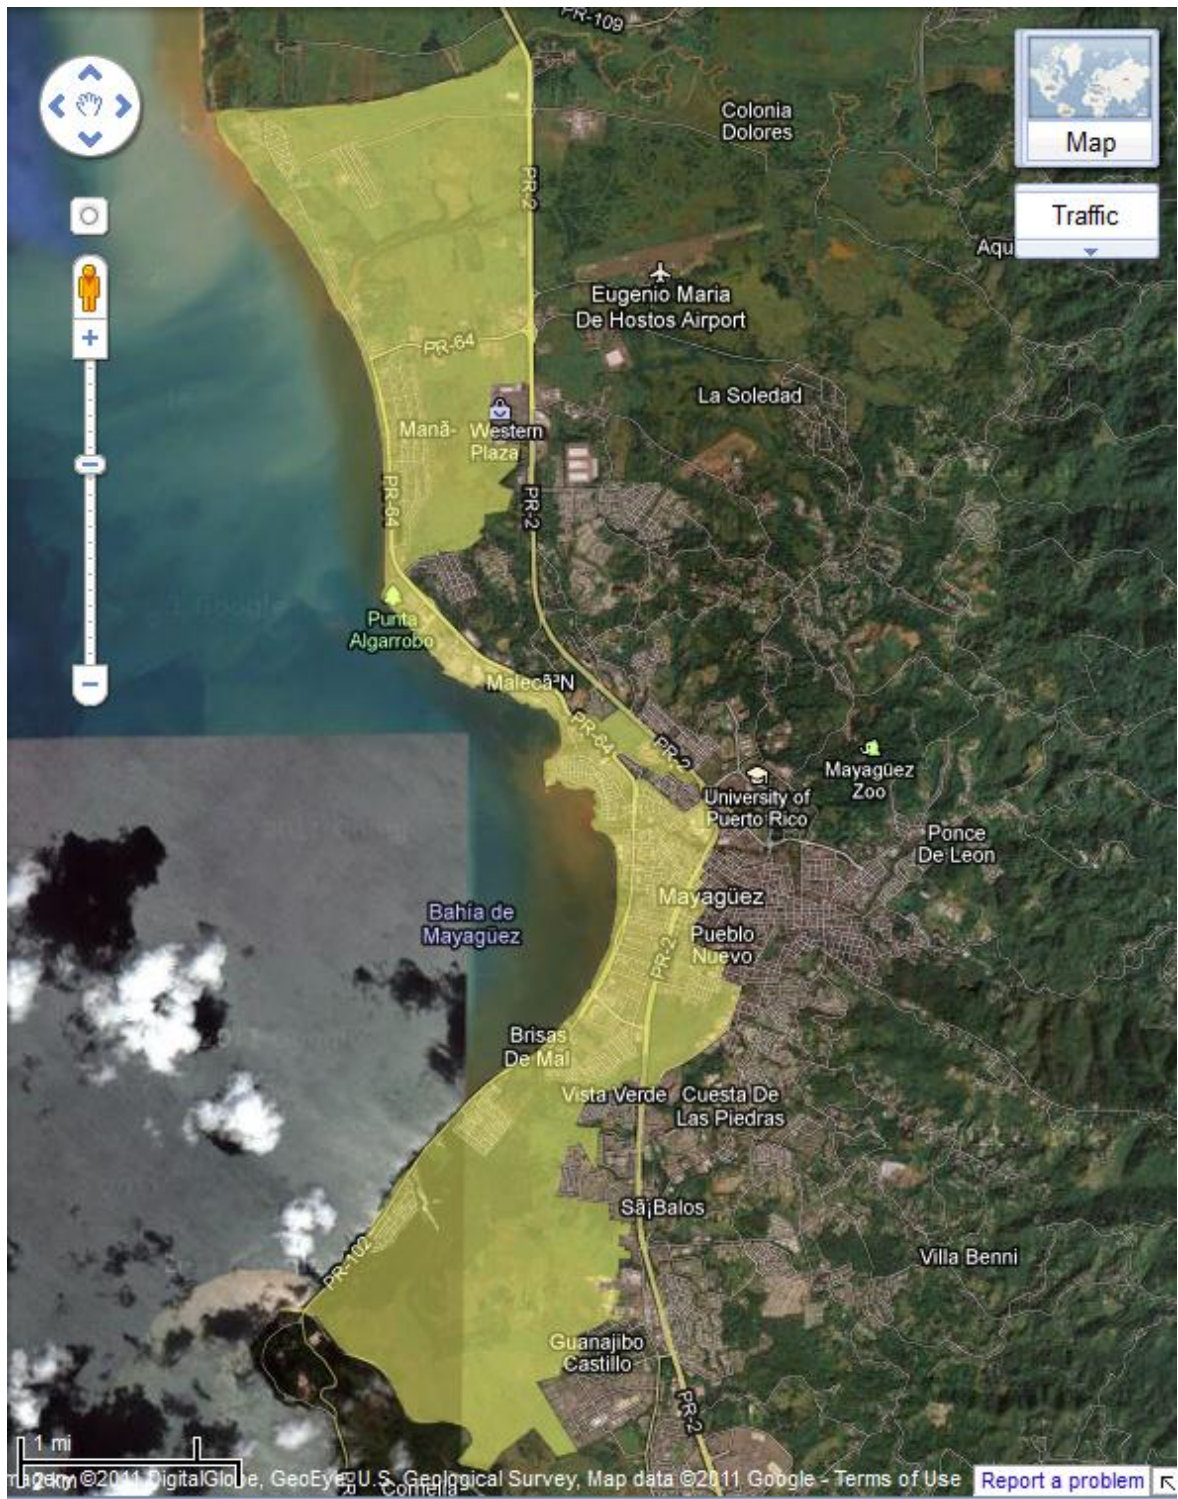 PR-109
Colonia
Dolores
Map
PR-2
Traffic
Aqu
Eugenio Maria
De Hostos Airport
PR-64
La Soledad
Manã-
Western
Plaza
PR-64
PR-2
Punta
Algarrobo
Malecã³N
PR-64
PR-2
Mayagüez
Zoo
University of
Puerto Rico
Ponce
De Leon
Mayagüez
Bahía de
Mayagüez
Pueblo
Nuevo
PR-2
Brisas
De Mal
Vista Verde
Cuesta De
Las Piedras
Sã¡Balos
PR-102
Villa Benni
Guanajibo
Castillo
PR-2
1 mi
2 km
©2011 DigitalGlobe, GeoEye, U.S. Geological Survey, Map data ©2011 Google - Terms of Use
Report a problem
Cornelia